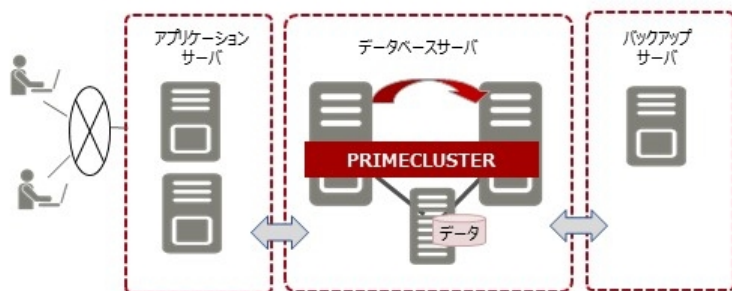 アプリケーション
サーバ
データベースサーバ
バックアップ
サーバ
PRIMECLUSTER
データ